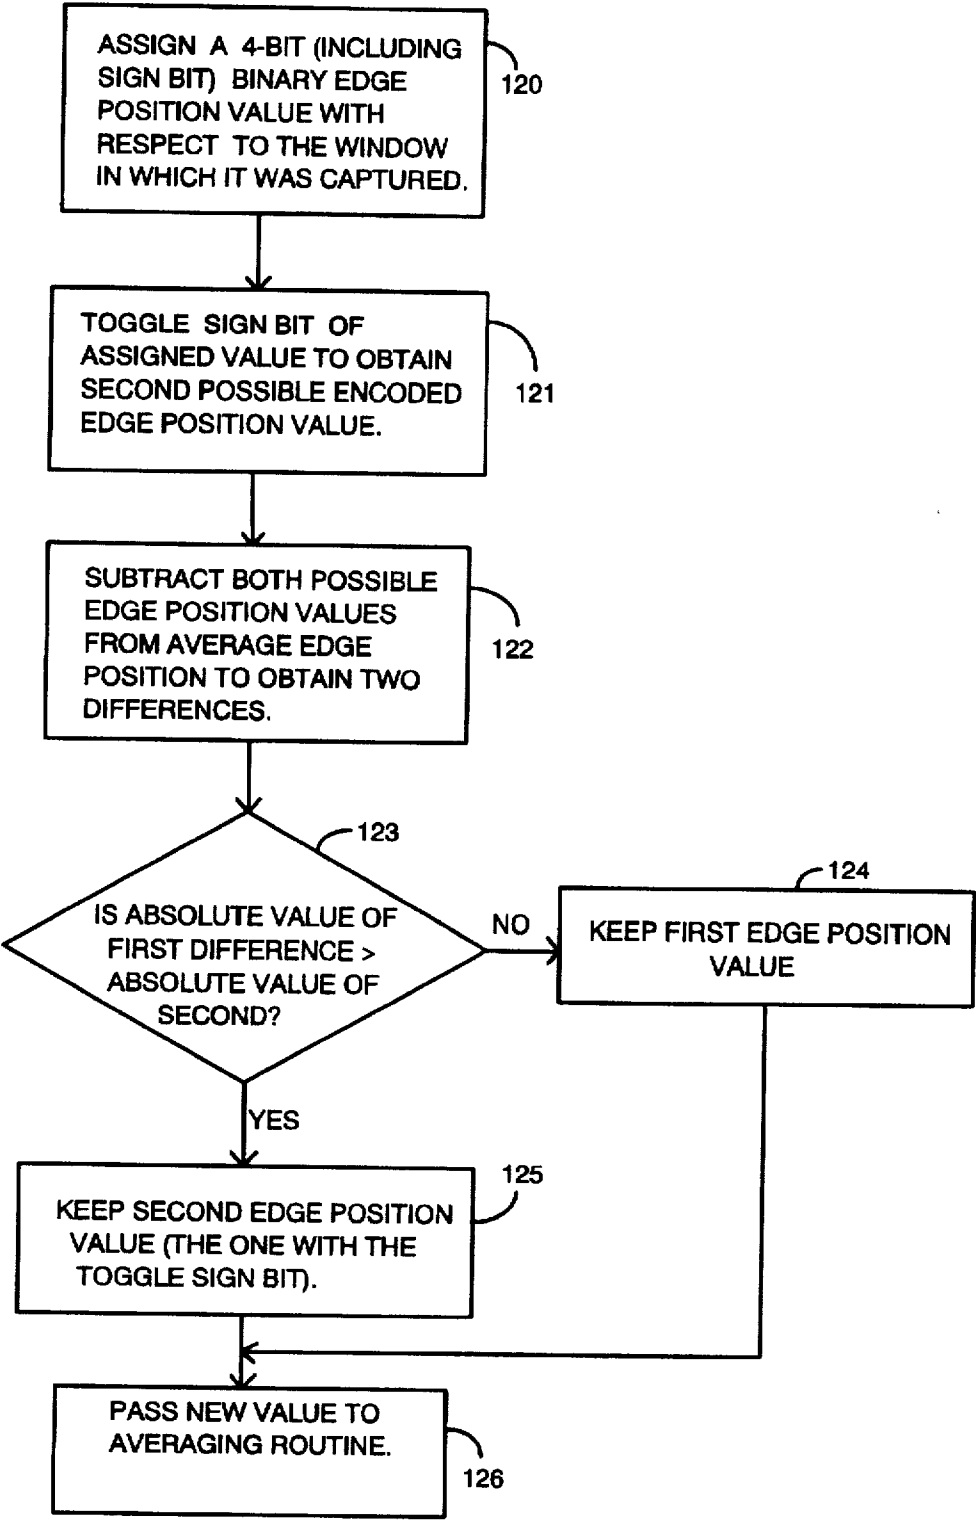 ASSIGN A 4-BIT (INCLUDING
SIGN BIT) BINARY EDGE
POSITION VALUE WITH
RESPECT TO THE WINDOW
IN WHICH IT WAS CAPTURED.
120
TOGGLE SIGN BIT OF
ASSIGNED VALUE TO OBTAIN
SECOND POSSIBLE ENCODED
EDGE POSITION VALUE.
121
SUBTRACT BOTH POSSIBLE
EDGE POSITION VALUES
FROM AVERAGE EDGE
POSITION TO OBTAIN TWO
DIFFERENCES.
122
123
IS ABSOLUTE VALUE OF
FIRST DIFFERENCE >
ABSOLUTE VALUE OF
SECOND?
NO
124
KEEP FIRST EDGE POSITION
VALUE
YES
125
KEEP SECOND EDGE POSITION
VALUE (THE ONE WITH THE
TOGGLE SIGN BIT).
PASS NEW VALUE TO
AVERAGING ROUTINE.
126